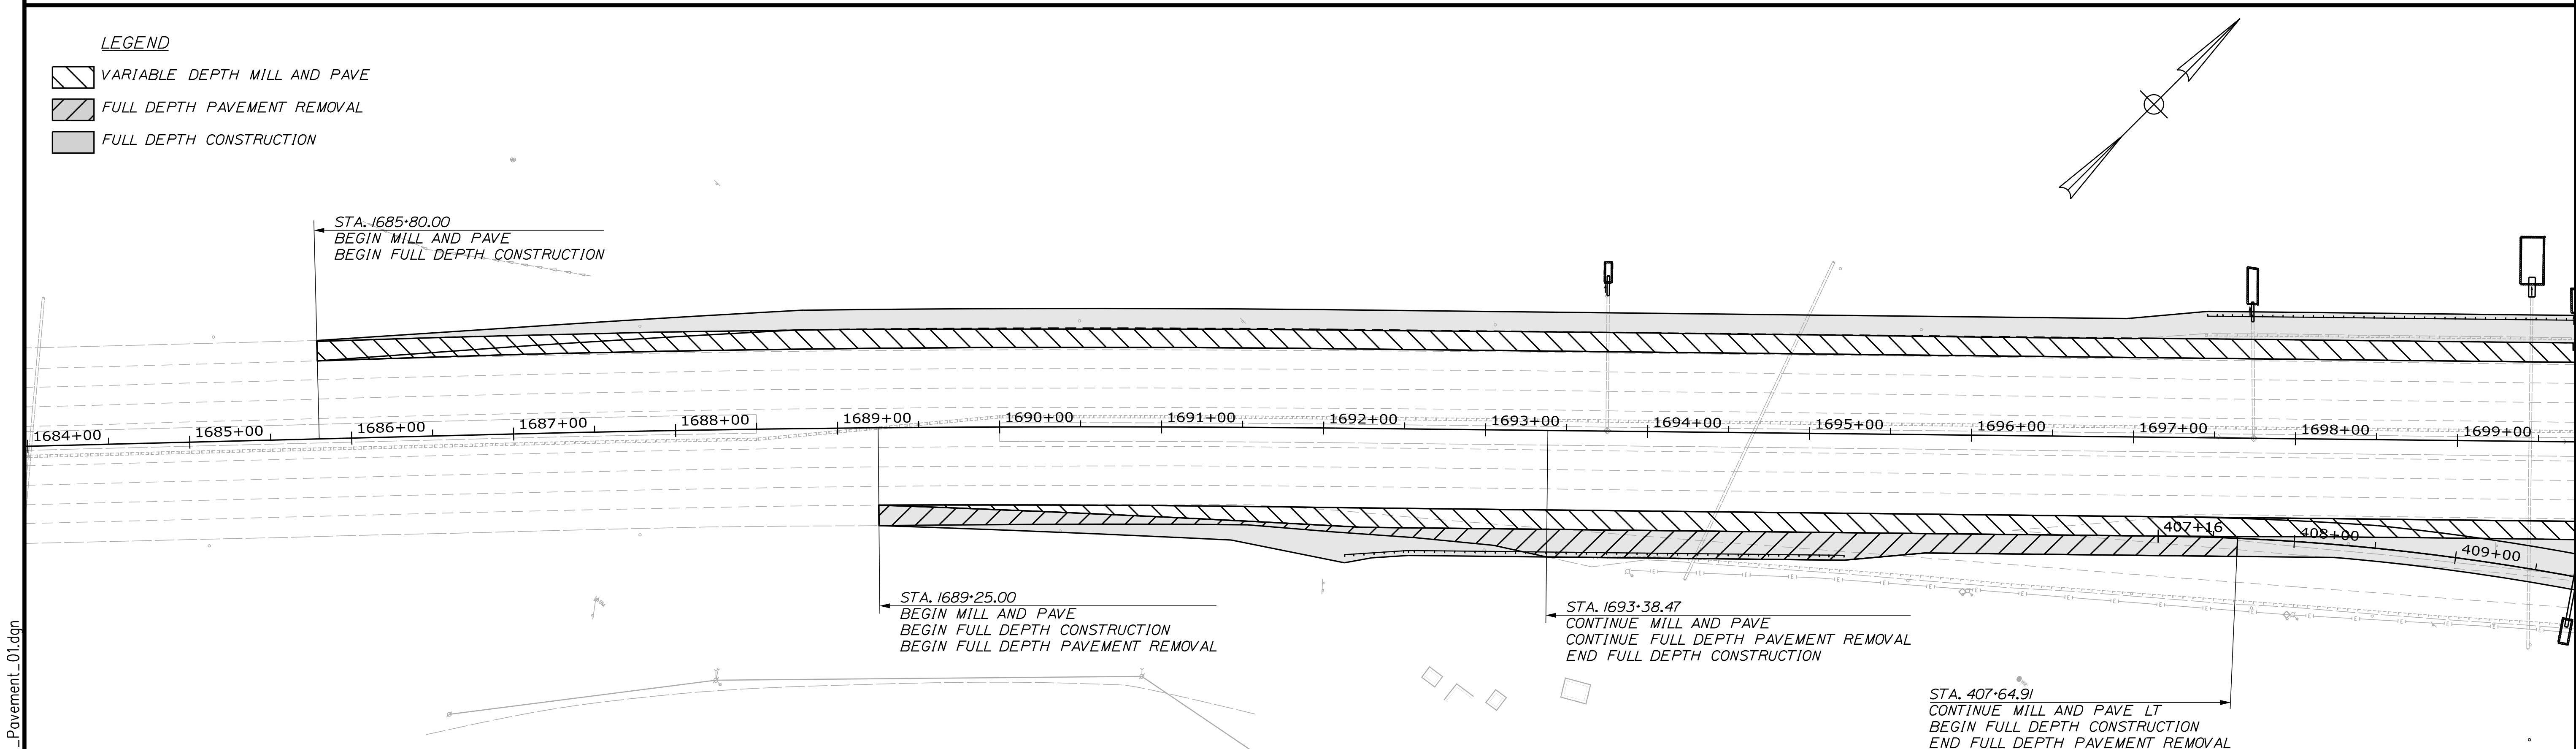 LEGEND
VARIABLE DEPTH MILL AND PAVE
FULL DEPTH PAVEMENT REMOVAL
FULL DEPTH CONSTRUCTION
STA. 1685+80.00
BEGIN MILL AND PAVE
BEGIN FULL DEPTH CONSTRUCTION
1684+00 1685+00 1686+00 1687+00 1688+00 1689+00 1690+00 1691+00 1692+00 1693+00 1694+00 1695+00 1696+00 1697+00 1698+00 1699+00
407+16 408+00 409+00
STA. 1689+25.00
BEGIN MILL AND PAVE
BEGIN FULL DEPTH CONSTRUCTION
BEGIN FULL DEPTH PAVEMENT REMOVAL
STA. 1693+38.47
CONTINUE MILL AND PAVE
CONTINUE FULL DEPTH PAVEMENT REMOVAL
END FULL DEPTH CONSTRUCTION
STA. 407+64.91
CONTINUE MILL AND PAVE LT
BEGIN FULL DEPTH CONSTRUCTION
END FULL DEPTH PAVEMENT REMOVAL
_Pavement_01.dgn